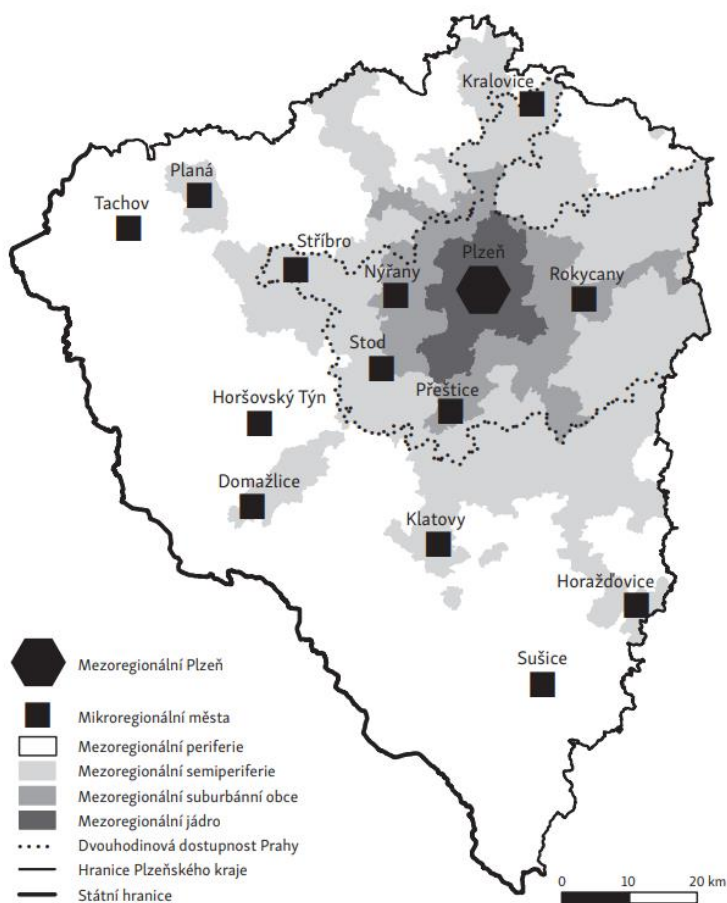 Kralovice
Planá
Tachov
Stříbro
Plzeň
Nýřany
Rokycany
Stod
Přeštice
Horšovský Týn
Domažlice
Klatovy
Horažďovice
Sušice
Mezoregionální Plzeň
Mikroregionální města
Mezoregionální periferie
Mezoregionální semiperiferie
Mezoregionální suburbánní obce
Mezoregionální jádro
Dvouhodinová dostupnost Prahy
Hranice Plzeňského kraje
Státní hranice
0 10 20 km